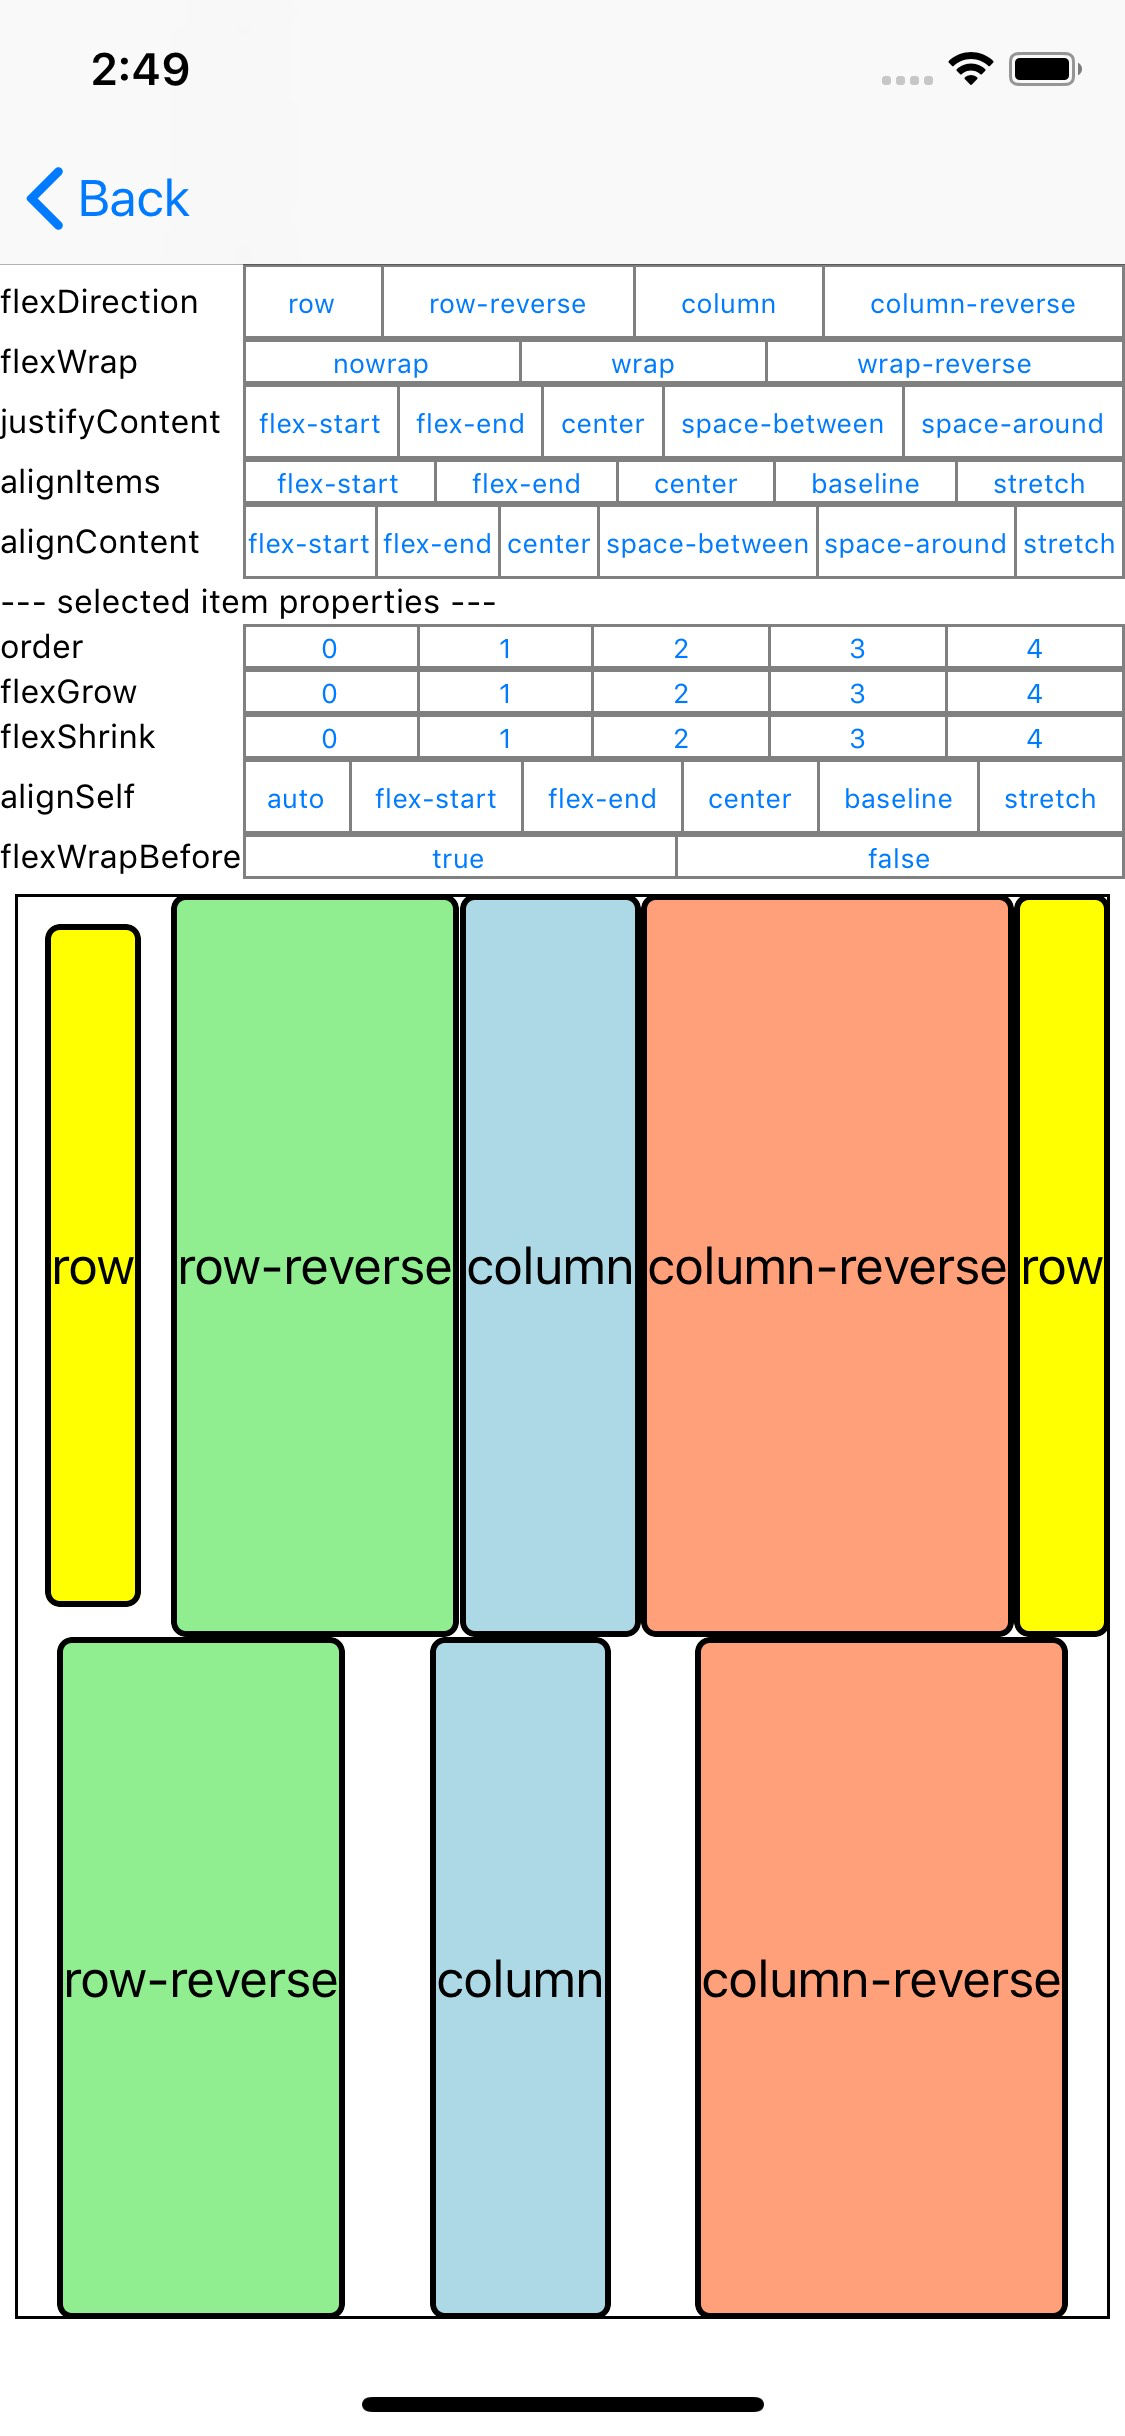 2:49
Back
flexDirection row row-reverse column column-reverse
flexWrap nowrap wrap wrap-reverse
justifyContent flex-start flex-end center space-between space-around
alignItems flex-start flex-end center baseline stretch
alignContent flex-start flex-end center space-between space-around stretch
--- selected item properties ---
order 0 1 2 3 4
flexGrow 0 1 2 3 4
flexShrink 0 1 2 3 4
alignSelf auto flex-start flex-end center baseline stretch
flexWrapBefore true false
row row-reverse column column-reverse row
row-reverse column column-reverse